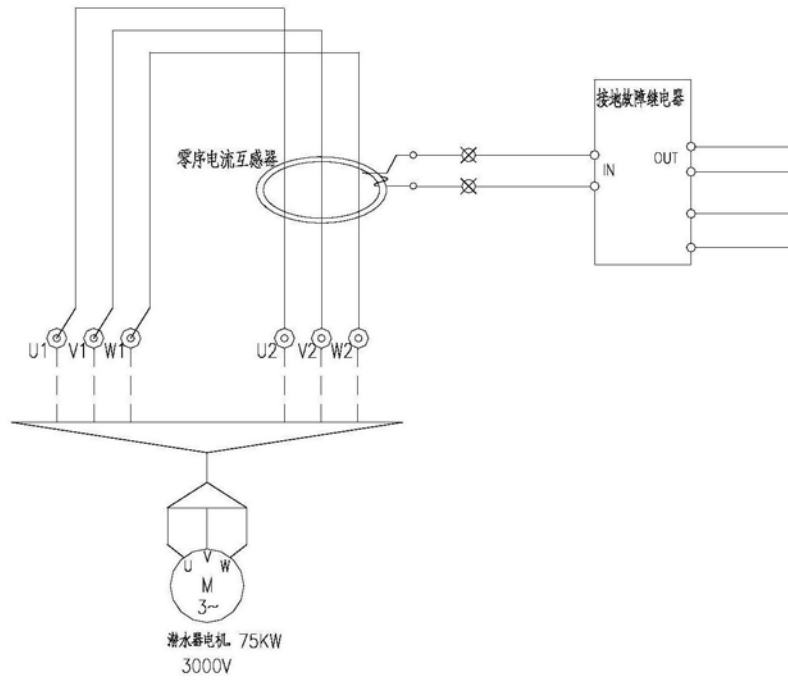 接地故障继电器
零序电流互感器
IN
OUT
U1 V1 W1 U2 V2 W2
U V W
M
3~
潜水器电机 75KW
3000V